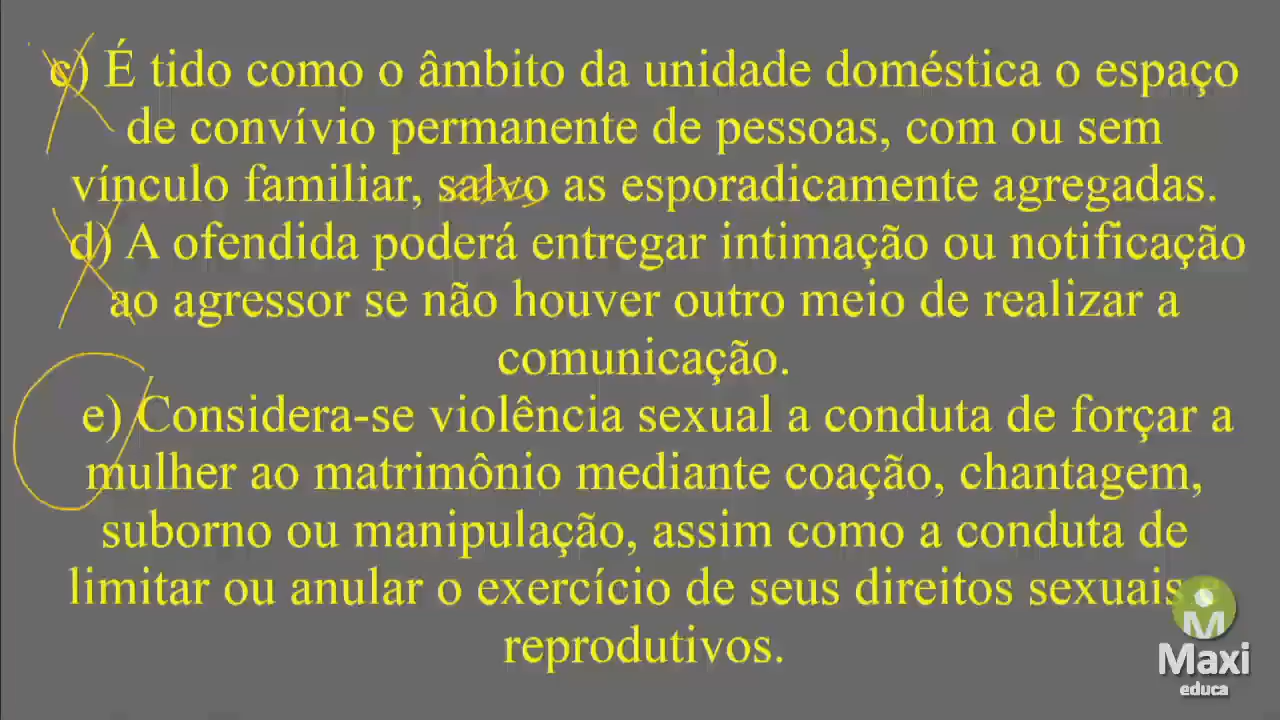 c) É tido como o âmbito da unidade doméstica o espaço
de convívio permanente de pessoas, com ou sem
vínculo familiar, salvo as esporadicamente agregadas.
d) A ofendida poderá entregar intimação ou notificação
ao agressor se não houver outro meio de realizar a
comunicação.
e) Considera-se violência sexual a conduta de forçar a
mulher ao matrimônio mediante coação, chantagem,
suborno ou manipulação, assim como a conduta de
limitar ou anular o exercício de seus direitos sexuais e
reprodutivos.
M
Maxi
educa